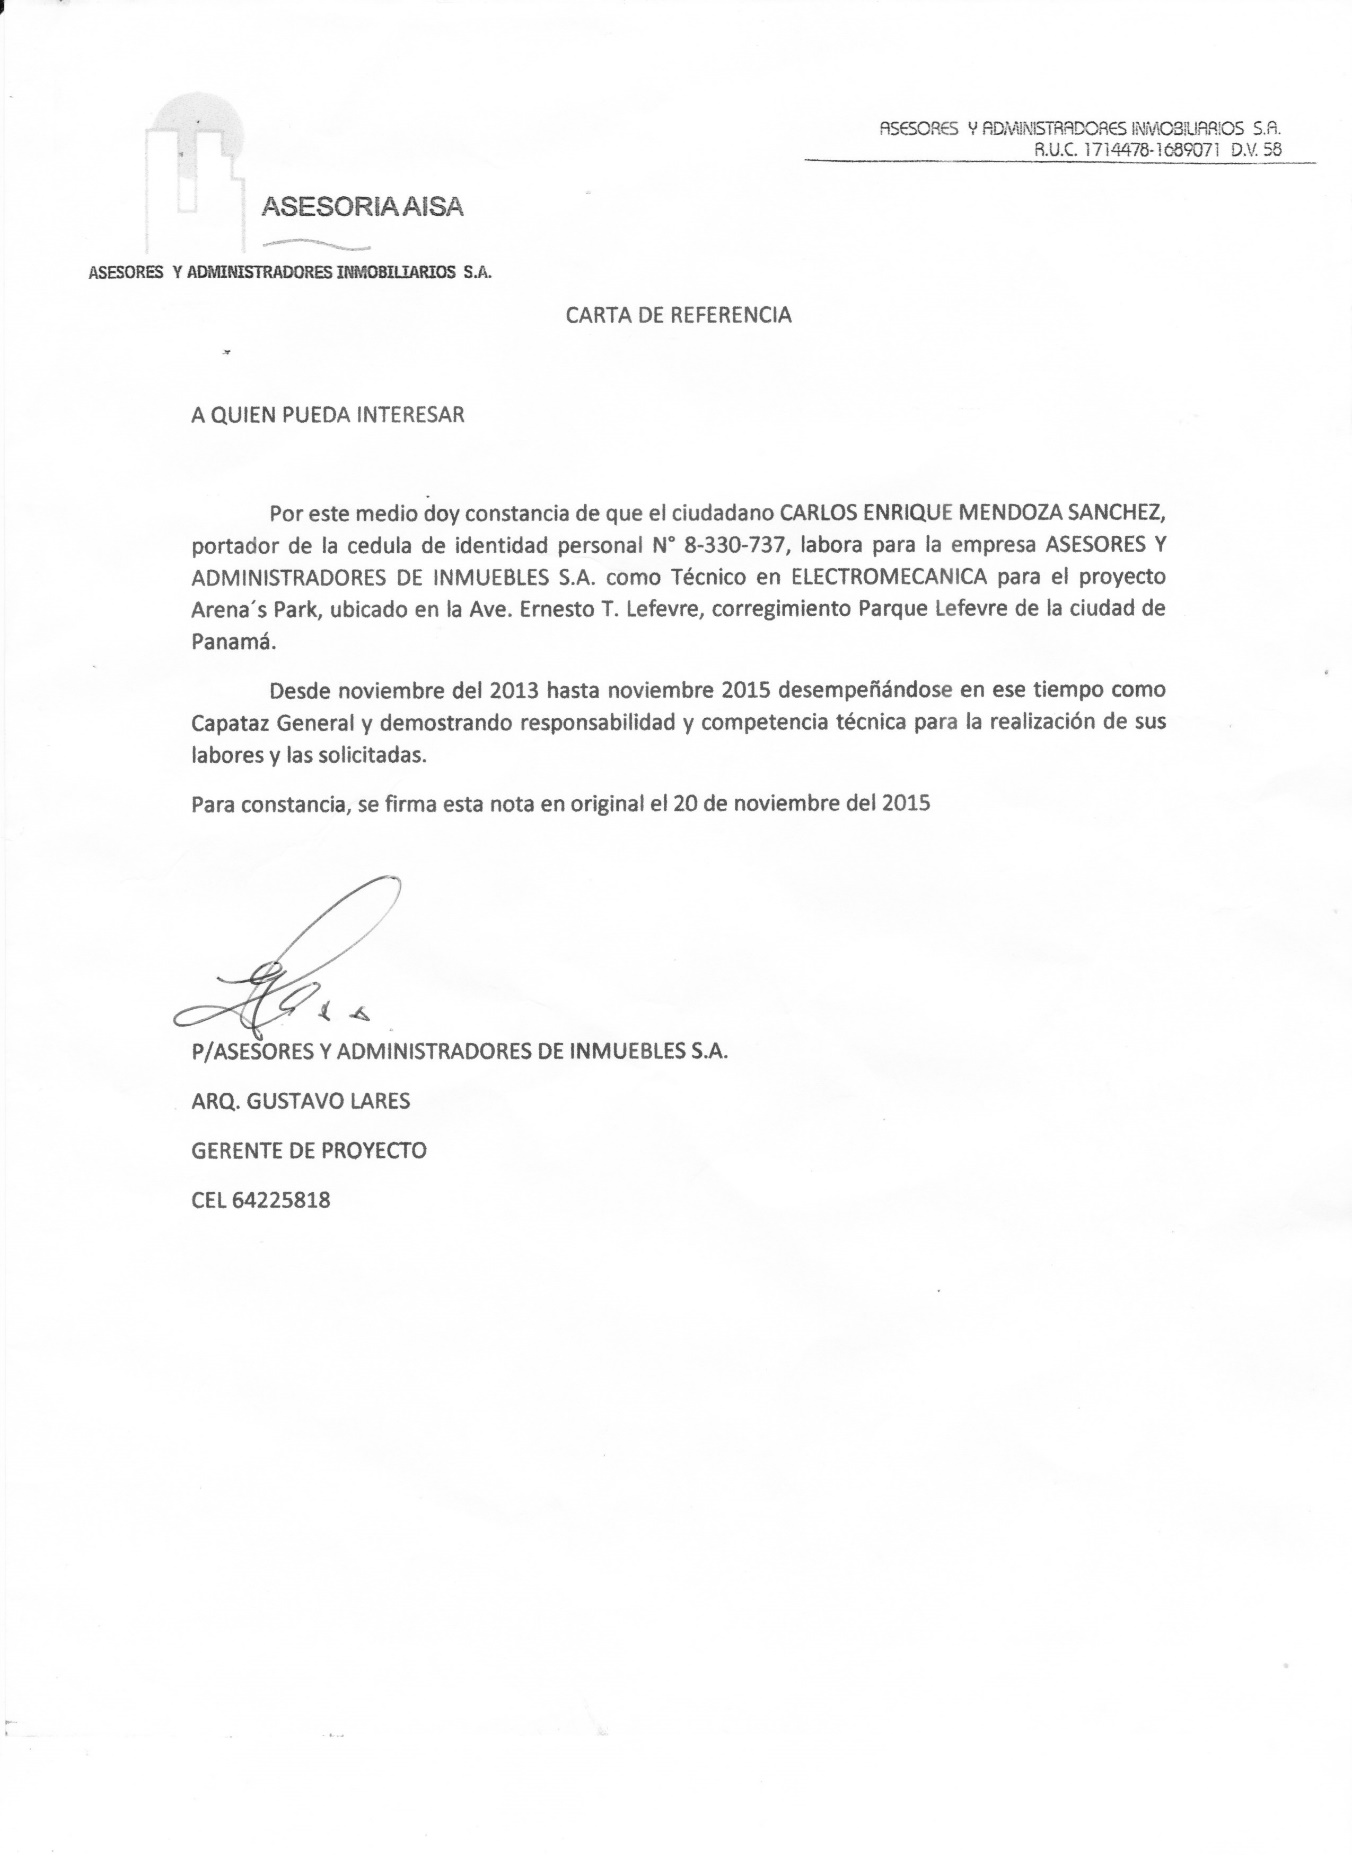 ASESORES Y ADMINISTRADORES INMOBILIARIOS S.A.
R.U.C. 1714478-1689071 D.V. 58
ASESORIA AISA
ASESORES Y ADMINISTRADORES INMOBILIARIOS S.A.
CARTA DE REFERENCIA
A QUIEN PUEDA INTERESAR
Por este medio doy constancia de que el ciudadano CARLOS ENRIQUE MENDOZA SANCHEZ,
portador de la cedula de identidad personal N° 8-330-737, labora para la empresa ASESORES Y
ADMINISTRADORES DE INMUEBLES S.A. como Técnico en ELECTROMECANICA para el proyecto
Arena´s Park, ubicado en la Ave. Ernesto T. Lefevre, corregimiento Parque Lefevre de la ciudad de
Panamá.
Desde noviembre del 2013 hasta noviembre 2015 desempeñándose en ese tiempo como
Capataz General y demostrando responsabilidad y competencia técnica para la realización de sus
labores y las solicitadas.
Para constancia, se firma esta nota en original el 20 de noviembre del 2015
P/ASESORES Y ADMINISTRADORES DE INMUEBLES S.A.
ARQ. GUSTAVO LARES
GERENTE DE PROYECTO
CEL 64225818